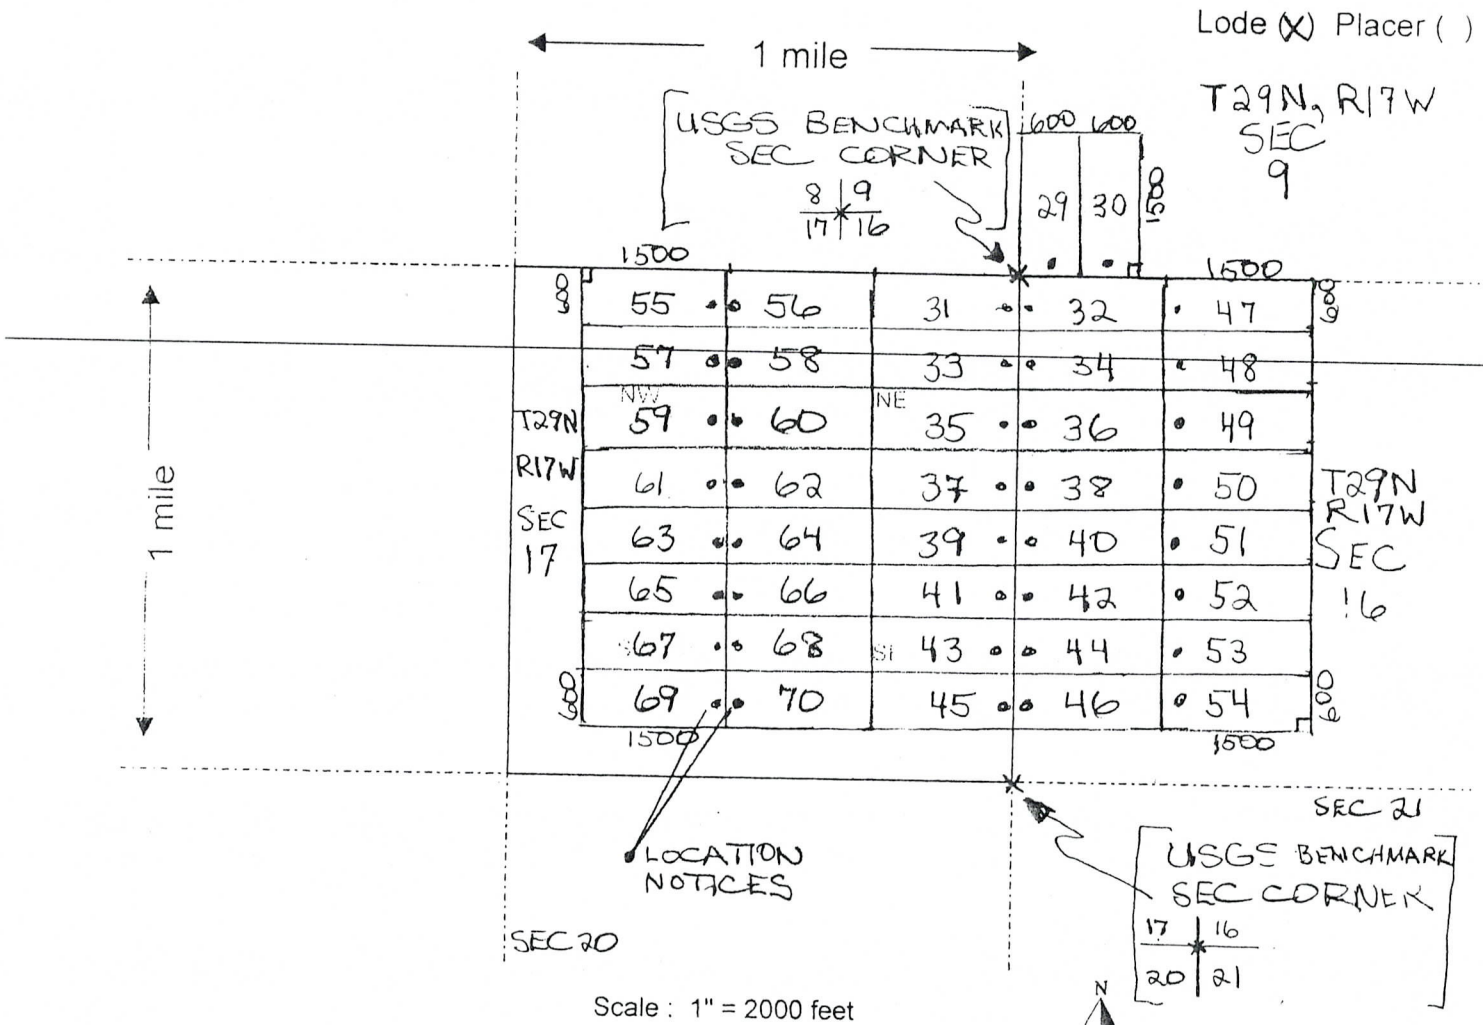 Lode (X) Placer ( )
1 mile
T29N, R17W
SEC
9
USGS BENCHMARK
SEC CORNER
8 9
17 16
600 600
29 30 1500
1500 1500
600 55 56 31 32 47 600
57 58 33 34 48
NW NE
T29N 59 60 35 36 49
R17W 61 62 37 38 50 T29N
R17W
SEC 63 64 39 40 51 SEC
17
65 66 41 42 52 16
67 68 43 44 53
600 69 70 45 46 54 600
1500 1500
1 mile
LOCATION
NOTICES
SEC 21
USGS BENCHMARK
SEC CORNER
17 16
20 21
SEC 20
N
Scale : 1" = 2000 feet